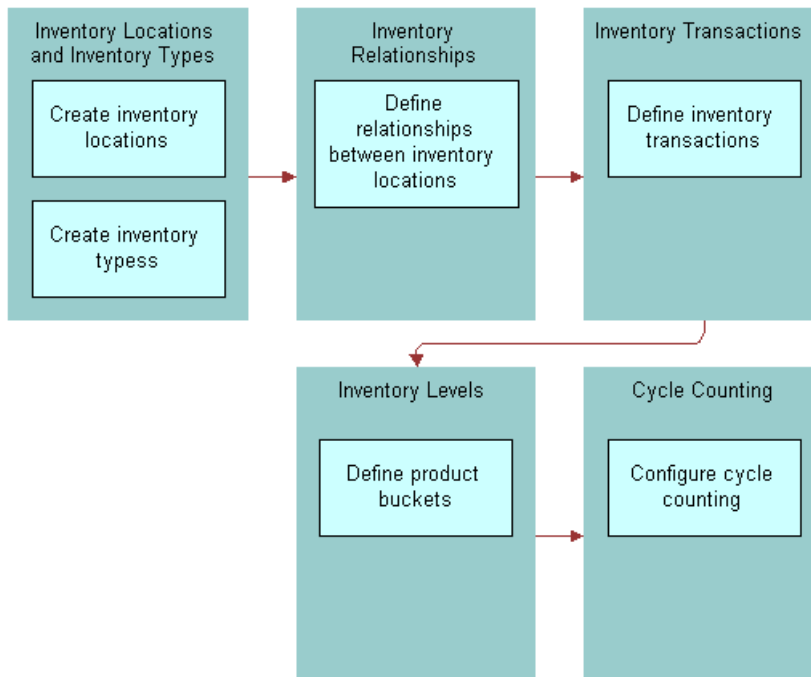 Inventory Locations
and Inventory Types
Create inventory
locations
Create inventory
typess
Inventory
Relationships
Define
relationships
between inventory
locations
Inventory Transactions
Define inventory
transactions
Inventory Levels
Define product
buckets
Cycle Counting
Configure cycle
counting